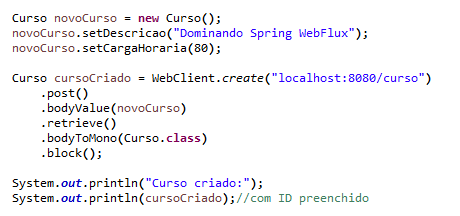 Curso novoCurso = new Curso();
novoCurso.setDescricao("Dominando Spring WebFlux");
novoCurso.setCargaHoraria(80);
Curso cursoCriado = WebClient.create("localhost:8080/curso")
.post()
.bodyValue(novoCurso)
.retrieve()
.bodyToMono(Curso.class)
.block();
System.out.println("Curso criado:");
System.out.println(cursoCriado);//com ID preenchido